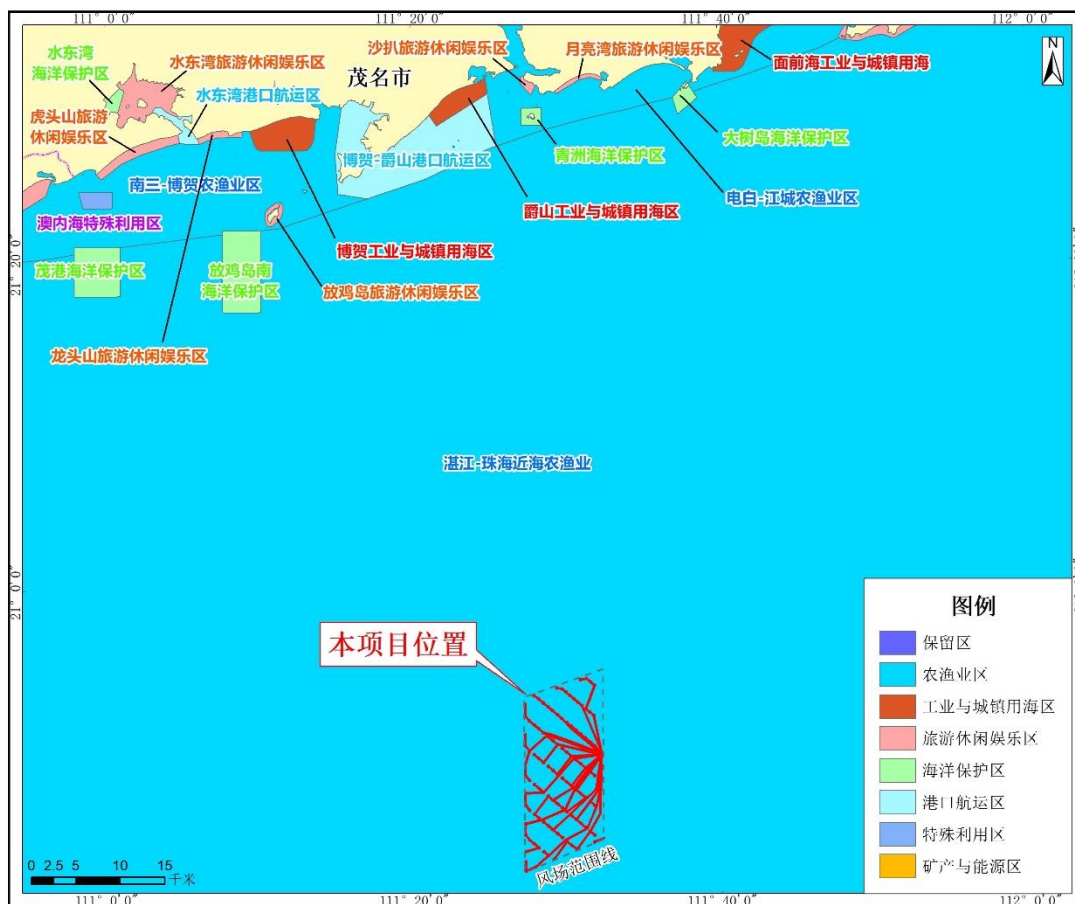 111° 0′0″
111° 20′0″
111° 40′0″
112° 0′0″
水东湾
海洋保护区
水东湾旅游休闲娱乐区
水东湾港口航运区
茂名市
沙扒旅游休闲娱乐区
月亮湾旅游休闲娱乐区
面前海工业与城镇用海
N
虎头山旅游
休闲娱乐区
博贺-爵山港口航运区
青洲海洋保护区
大树岛海洋保护区
南三-博贺农渔业区
电白-江城农渔业区
澳内海特殊利用区
爵山工业与城镇用海区
博贺工业与城镇用海区
茂港海洋保护区
放鸡岛南
海洋保护区
放鸡岛旅游休闲娱乐区
21° 20′0″
龙头山旅游休闲娱乐区
湛江-珠海近海农渔业
21° 0′0″
本项目位置
风场范围线
图例
保留区
农渔业区
工业与城镇用海区
旅游休闲娱乐区
海洋保护区
港口航运区
特殊利用区
矿产与能源区
0 2.5 5 10 15
千米
111° 0′0″
111° 20′0″
111° 40′0″
112° 0′0″